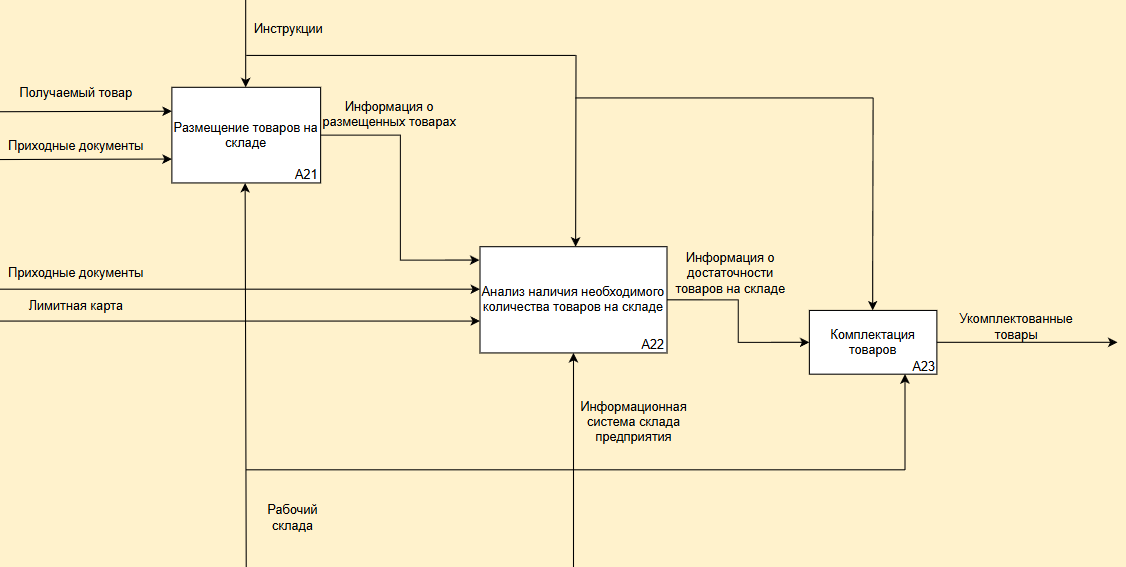 Инструкции
Получаемый товар
Приходные документы
Размещение товаров на
складе
A21
Информация о
размещенных товарах
Приходные документы
Лимитная карта
Анализ наличия необходимого
количества товаров на складе
A22
Информация о
достаточности
товаров на складе
Комплектация
товаров
A23
Укомплектованные
товары
Информационная
система склада
предприятия
Рабочий
склада